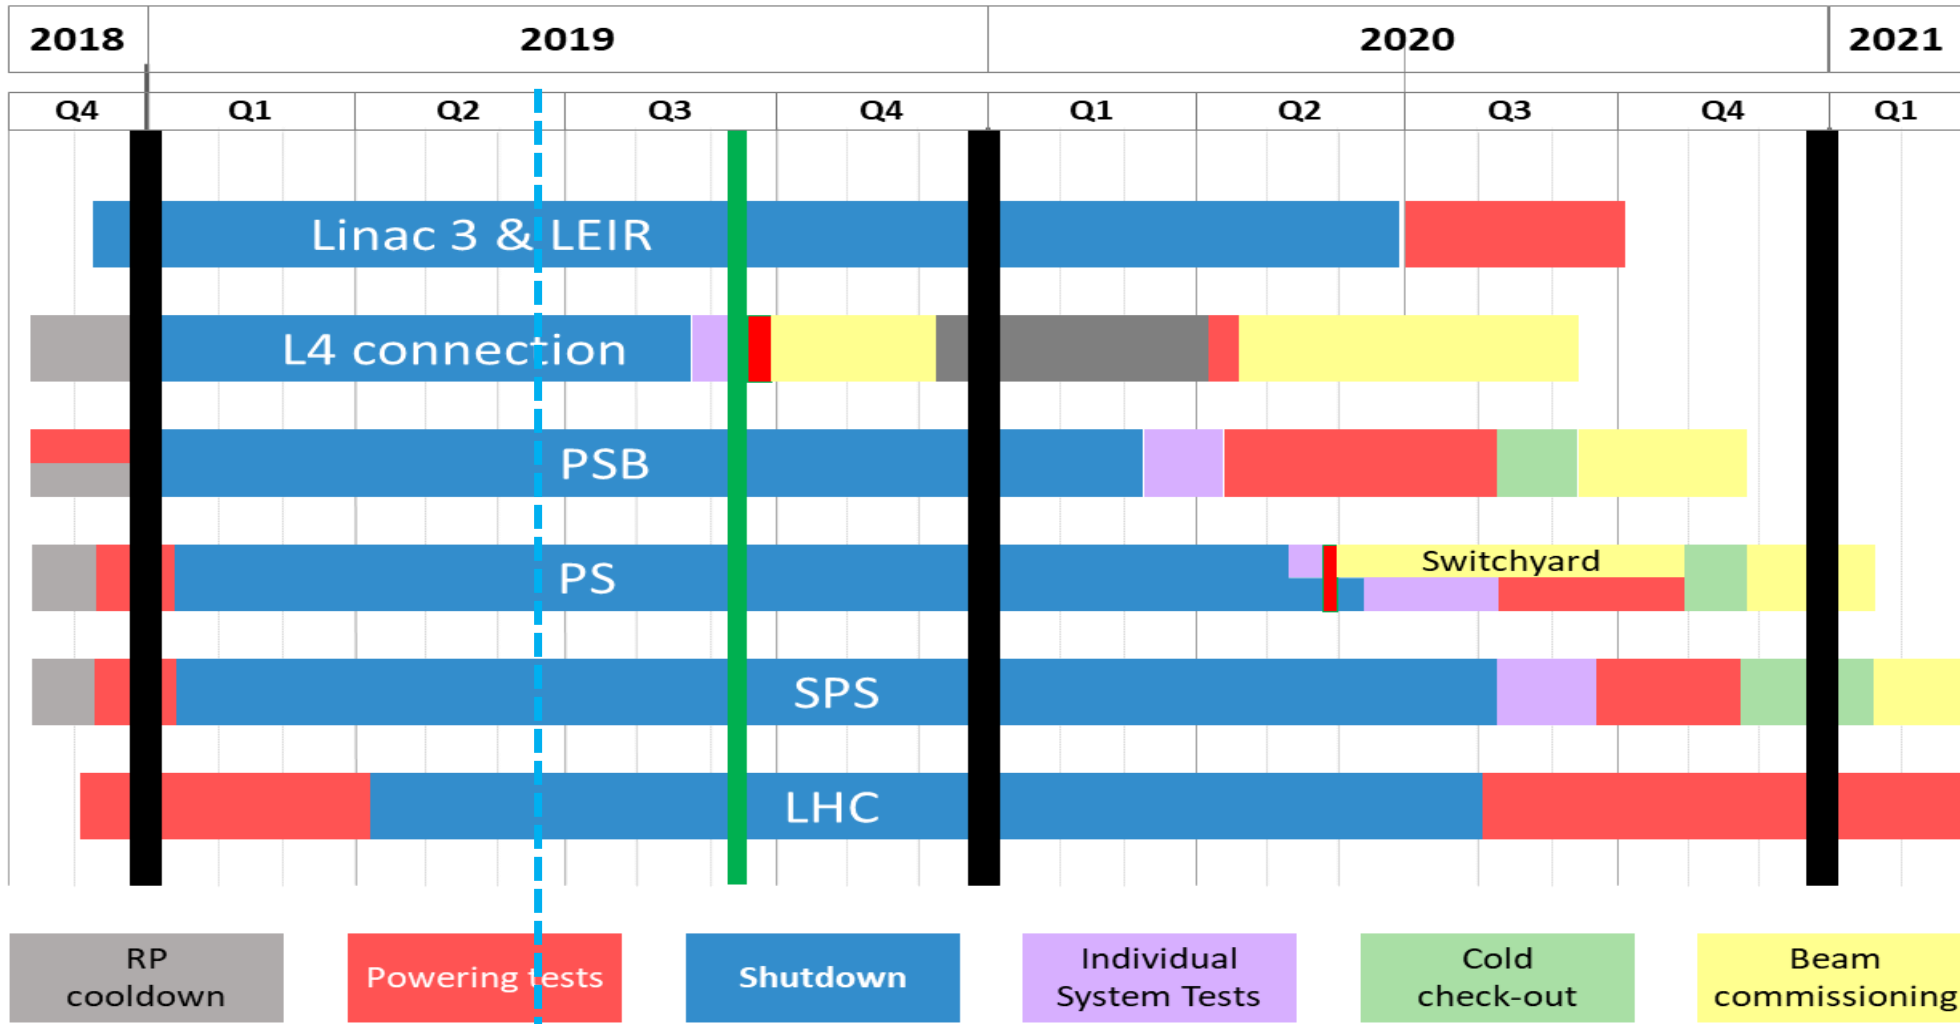 2018 2019 2020 2021
Q4 Q1 Q2 Q3 Q4 Q1 Q2 Q3 Q4 Q1
Linac 3 & LEIR
L4 connection
PSB
PS
Switchyard
SPS
LHC
RP
cooldown
Powering tests
Shutdown
Individual
System Tests
Cold
check-out
Beam
commissioning